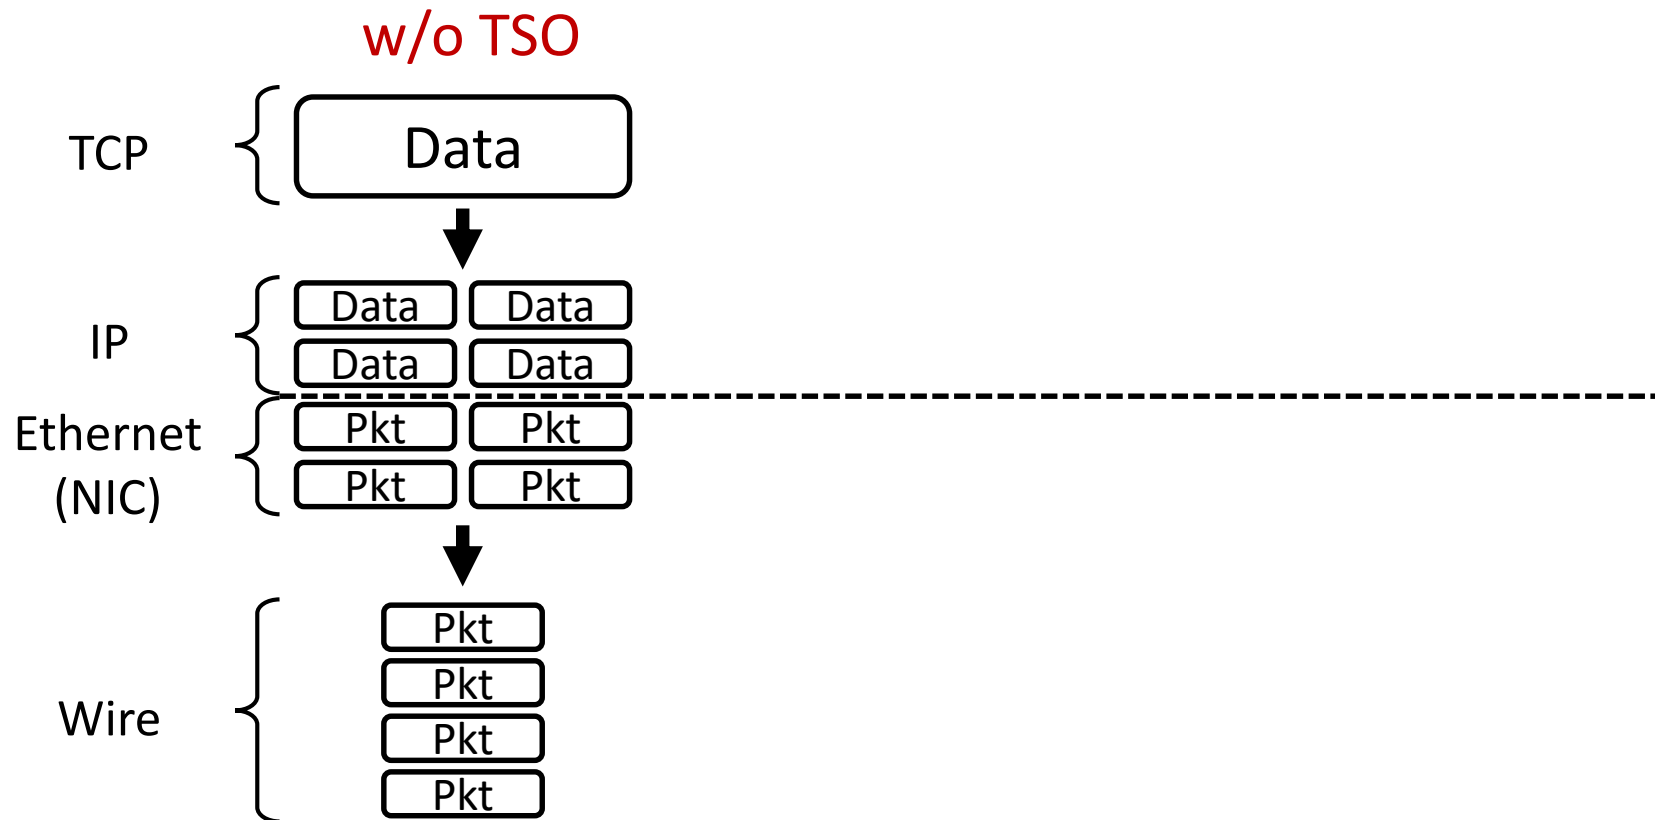 w/o TSO
TCP
Data
IP
Data Data
Data Data
Ethernet
(NIC)
Pkt Pkt
Pkt Pkt
Wire
Pkt
Pkt
Pkt
Pkt